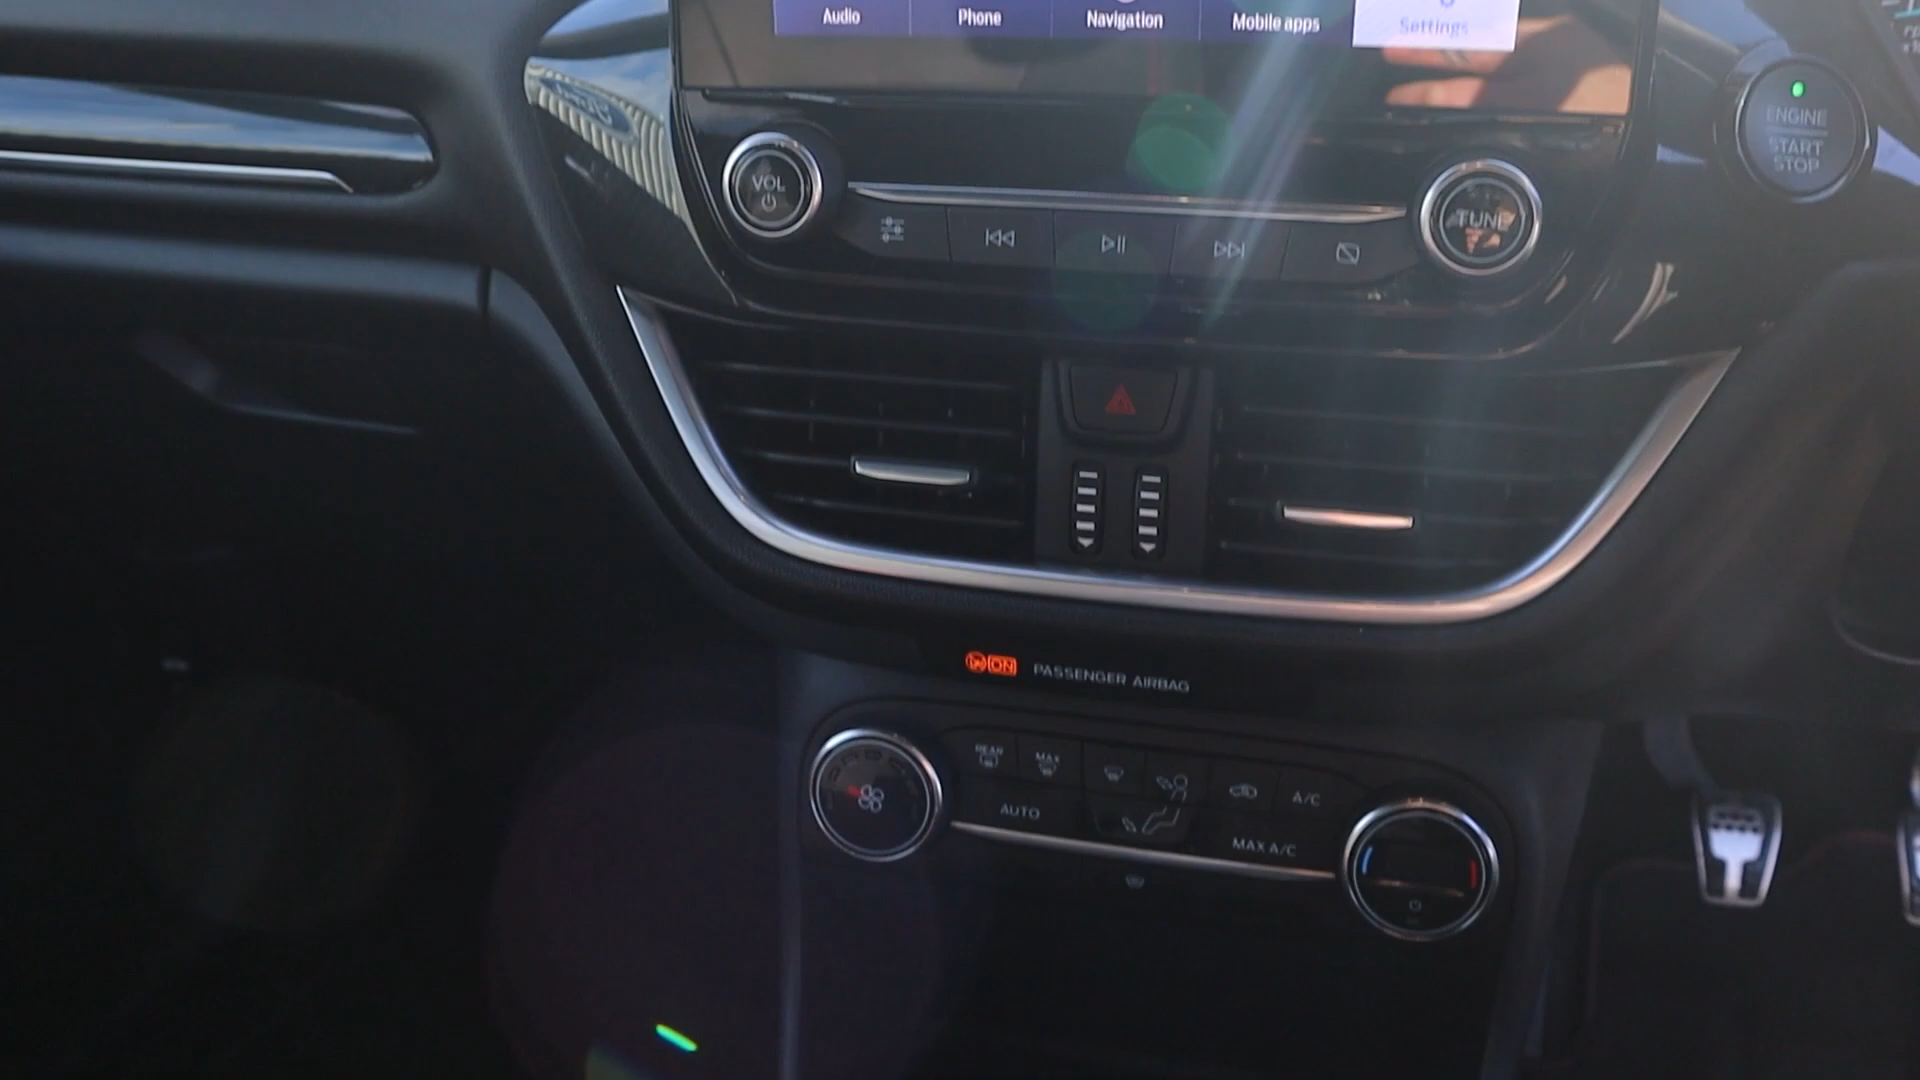 Audio
Phone
Navigation
Mobile apps
Settings
ENGINE
START
STOP
VOL
TUNE
ON
PASSENGER AIRBAG
REAR
MAX
A/C
AUTO
MAX A/C